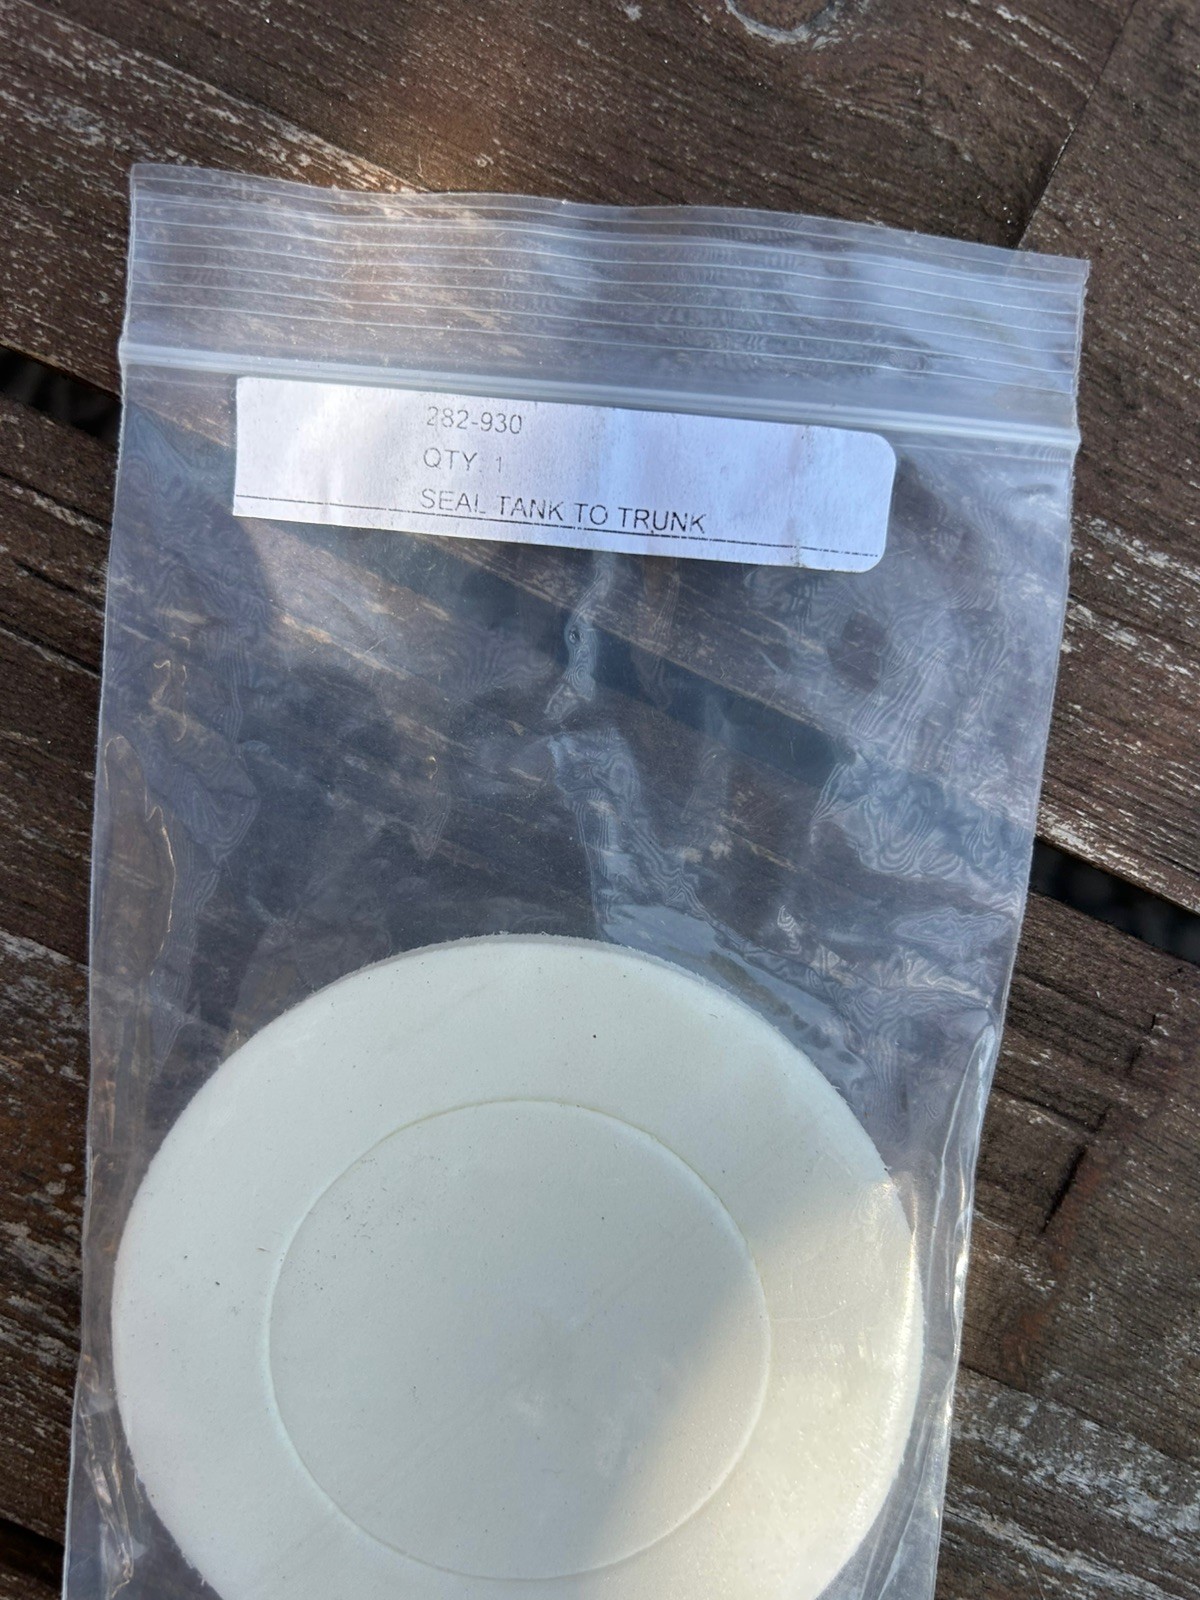 282-930
QTY: 1
SEAL TANK TO TRUNK